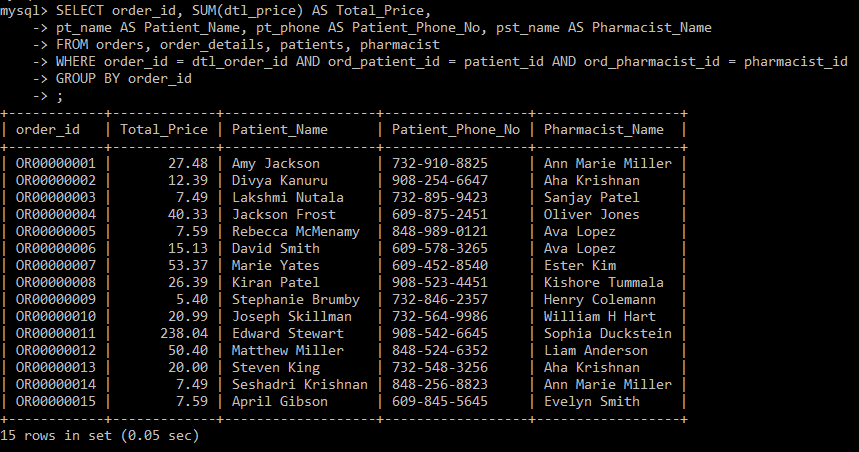 mysql> SELECT order_id, SUM(dtl_price) AS Total_Price,
    -> pt_name AS Patient_Name, pt_phone AS Patient_Phone_No, pst_name AS Pharmacist_Name
    -> FROM orders, order_details, patients, pharmacist
    -> WHERE order_id = dtl_order_id AND ord_patient_id = patient_id AND ord_pharmacist_id = pharmacist_id
    -> GROUP BY order_id
    -> ;
+------------+-------------+-------------------+------------------+-----------------+
| order_id   | Total_Price | Patient_Name      | Patient_Phone_No | Pharmacist_Name  |
+------------+-------------+-------------------+------------------+-----------------+
| OR00000001 |       27.48 | Amy Jackson       | 732-910-8825     | Ann Marie Miller |
| OR00000002 |       12.39 | Divya Kanuru      | 908-254-6647     | Aha Krishnan     |
| OR00000003 |        7.49 | Lakshmi Nutala    | 732-895-9423     | Sanjay Patel     |
| OR00000004 |       40.33 | Jackson Frost     | 609-875-2451     | Oliver Jones     |
| OR00000005 |        7.59 | Rebecca McMenamy  | 848-989-0121     | Ava Lopez        |
| OR00000006 |       15.13 | David Smith       | 609-578-3265     | Ava Lopez        |
| OR00000007 |       53.37 | Marie Yates       | 609-452-8540     | Ester Kim        |
| OR00000008 |       26.39 | Kiran Patel       | 908-523-4451     | Kishore Tummala  |
| OR00000009 |        5.40 | Stephanie Brumby  | 732-846-2357     | Henry Colemann   |
| OR00000010 |       20.99 | Joseph Skillman   | 732-564-9986     | William H Hart   |
| OR00000011 |      238.04 | Edward Stewart    | 908-542-6645     | Sophia Duckstein |
| OR00000012 |       50.40 | Matthew Miller    | 848-524-6352     | Liam Anderson    |
| OR00000013 |       20.00 | Steven King       | 732-548-3256     | Aha Krishnan     |
| OR00000014 |        7.49 | Seshadri Krishnan | 848-256-8823     | Ann Marie Miller |
| OR00000015 |        7.59 | April Gibson      | 609-845-5645     | Evelyn Smith     |
+------------+-------------+-------------------+------------------+-----------------+
15 rows in set (0.05 sec)